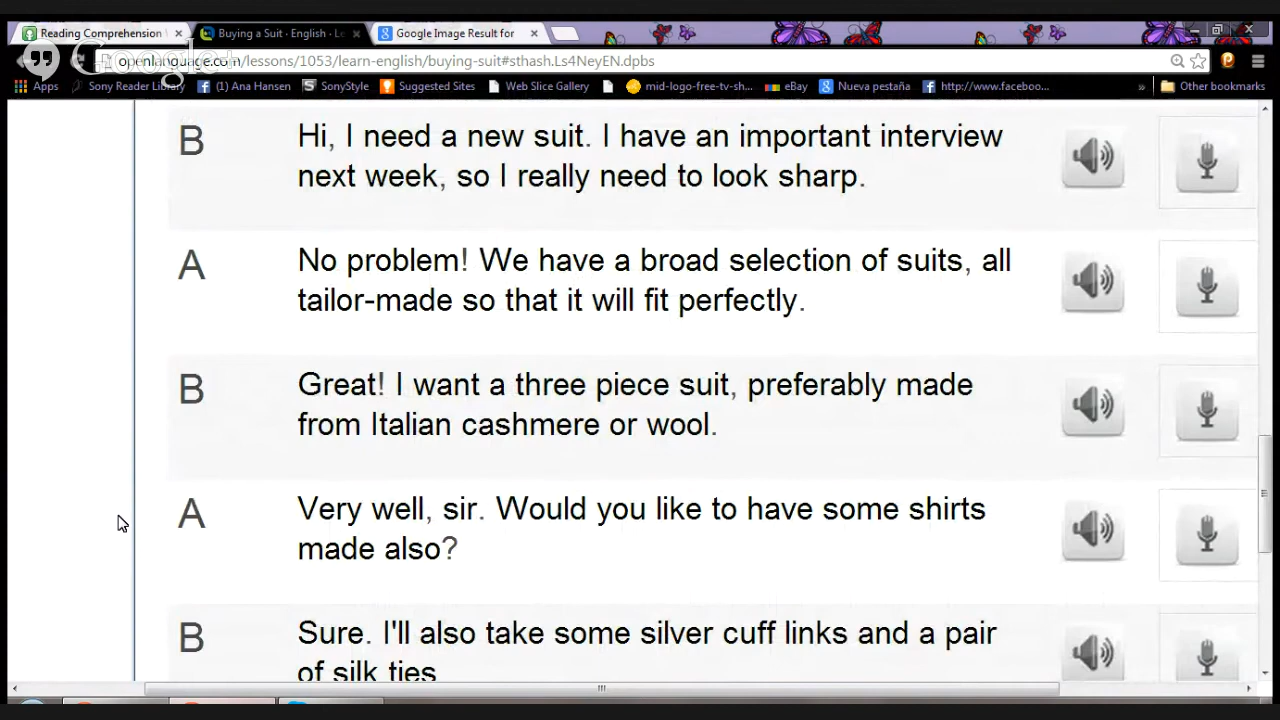 Reading Comprehension
Buying a Suit · English · Le
Google Image Result for
Google+
openlanguage.com/lessons/1053/learn-english/buying-suit#sthash.Lr4NeyEN.dpbs
Apps
Sony Reader Library
(1) Ana Hansen
SonyStyle
Suggested Sites
Web Slice Gallery
mid-logo-free-tv-sh...
eBay
Nueva pestaña
http://www.faceboo...
»
Other bookmarks
B
Hi, I need a new suit. I have an important interview
next week, so I really need to look sharp.
A
No problem! We have a broad selection of suits, all
tailor-made so that it will fit perfectly.
B
Great! I want a three piece suit, preferably made
from Italian cashmere or wool.
A
Very well, sir. Would you like to have some shirts
made also?
B
Sure. I'll also take some silver cuff links and a pair
of silk ties